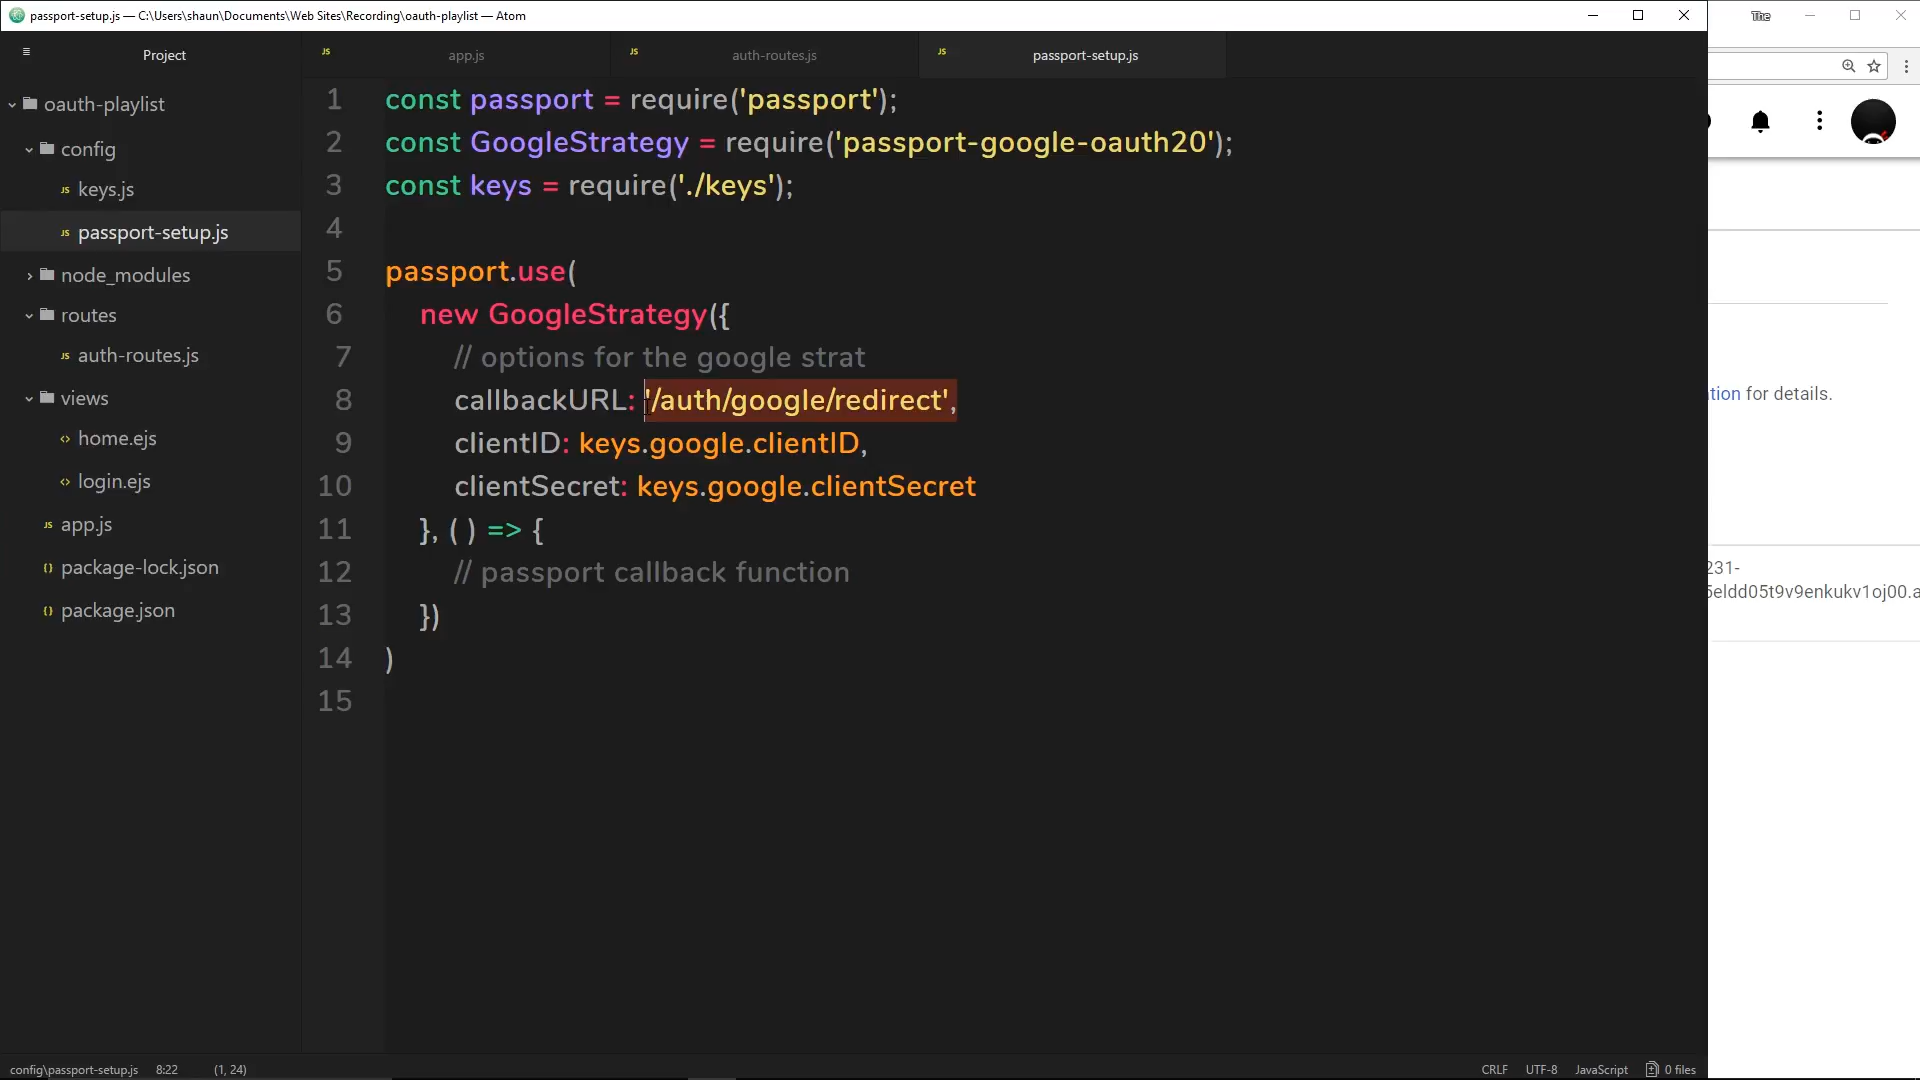 passport-setup.js — C:\Users\shaun\Documents\Web Sites\Recording\oauth-playlist — Atom
The
Project
app.js
auth-routes.js
passport-setup.js
oauth-playlist
config
keys.js
passport-setup.js
node_modules
routes
auth-routes.js
views
home.ejs
login.ejs
app.js
package-lock.json
package.json
1 const passport = require('passport');
2 const GoogleStrategy = require('passport-google-oauth20');
3 const keys = require('./keys');
4
5 passport.use(
6 new GoogleStrategy({
7 // options for the google strat
8 callbackURL: '/auth/google/redirect',
9 clientID: keys.google.clientID,
10 clientSecret: keys.google.clientSecret
11 }, ( ) => {
12 // passport callback function
13 })
14 )
15
tion for details.
231-
5eldd05t9v9enkukv1oj00.a
config\passport-setup.js 8:22 (1, 24)
CRLF UTF-8 JavaScript 0 files